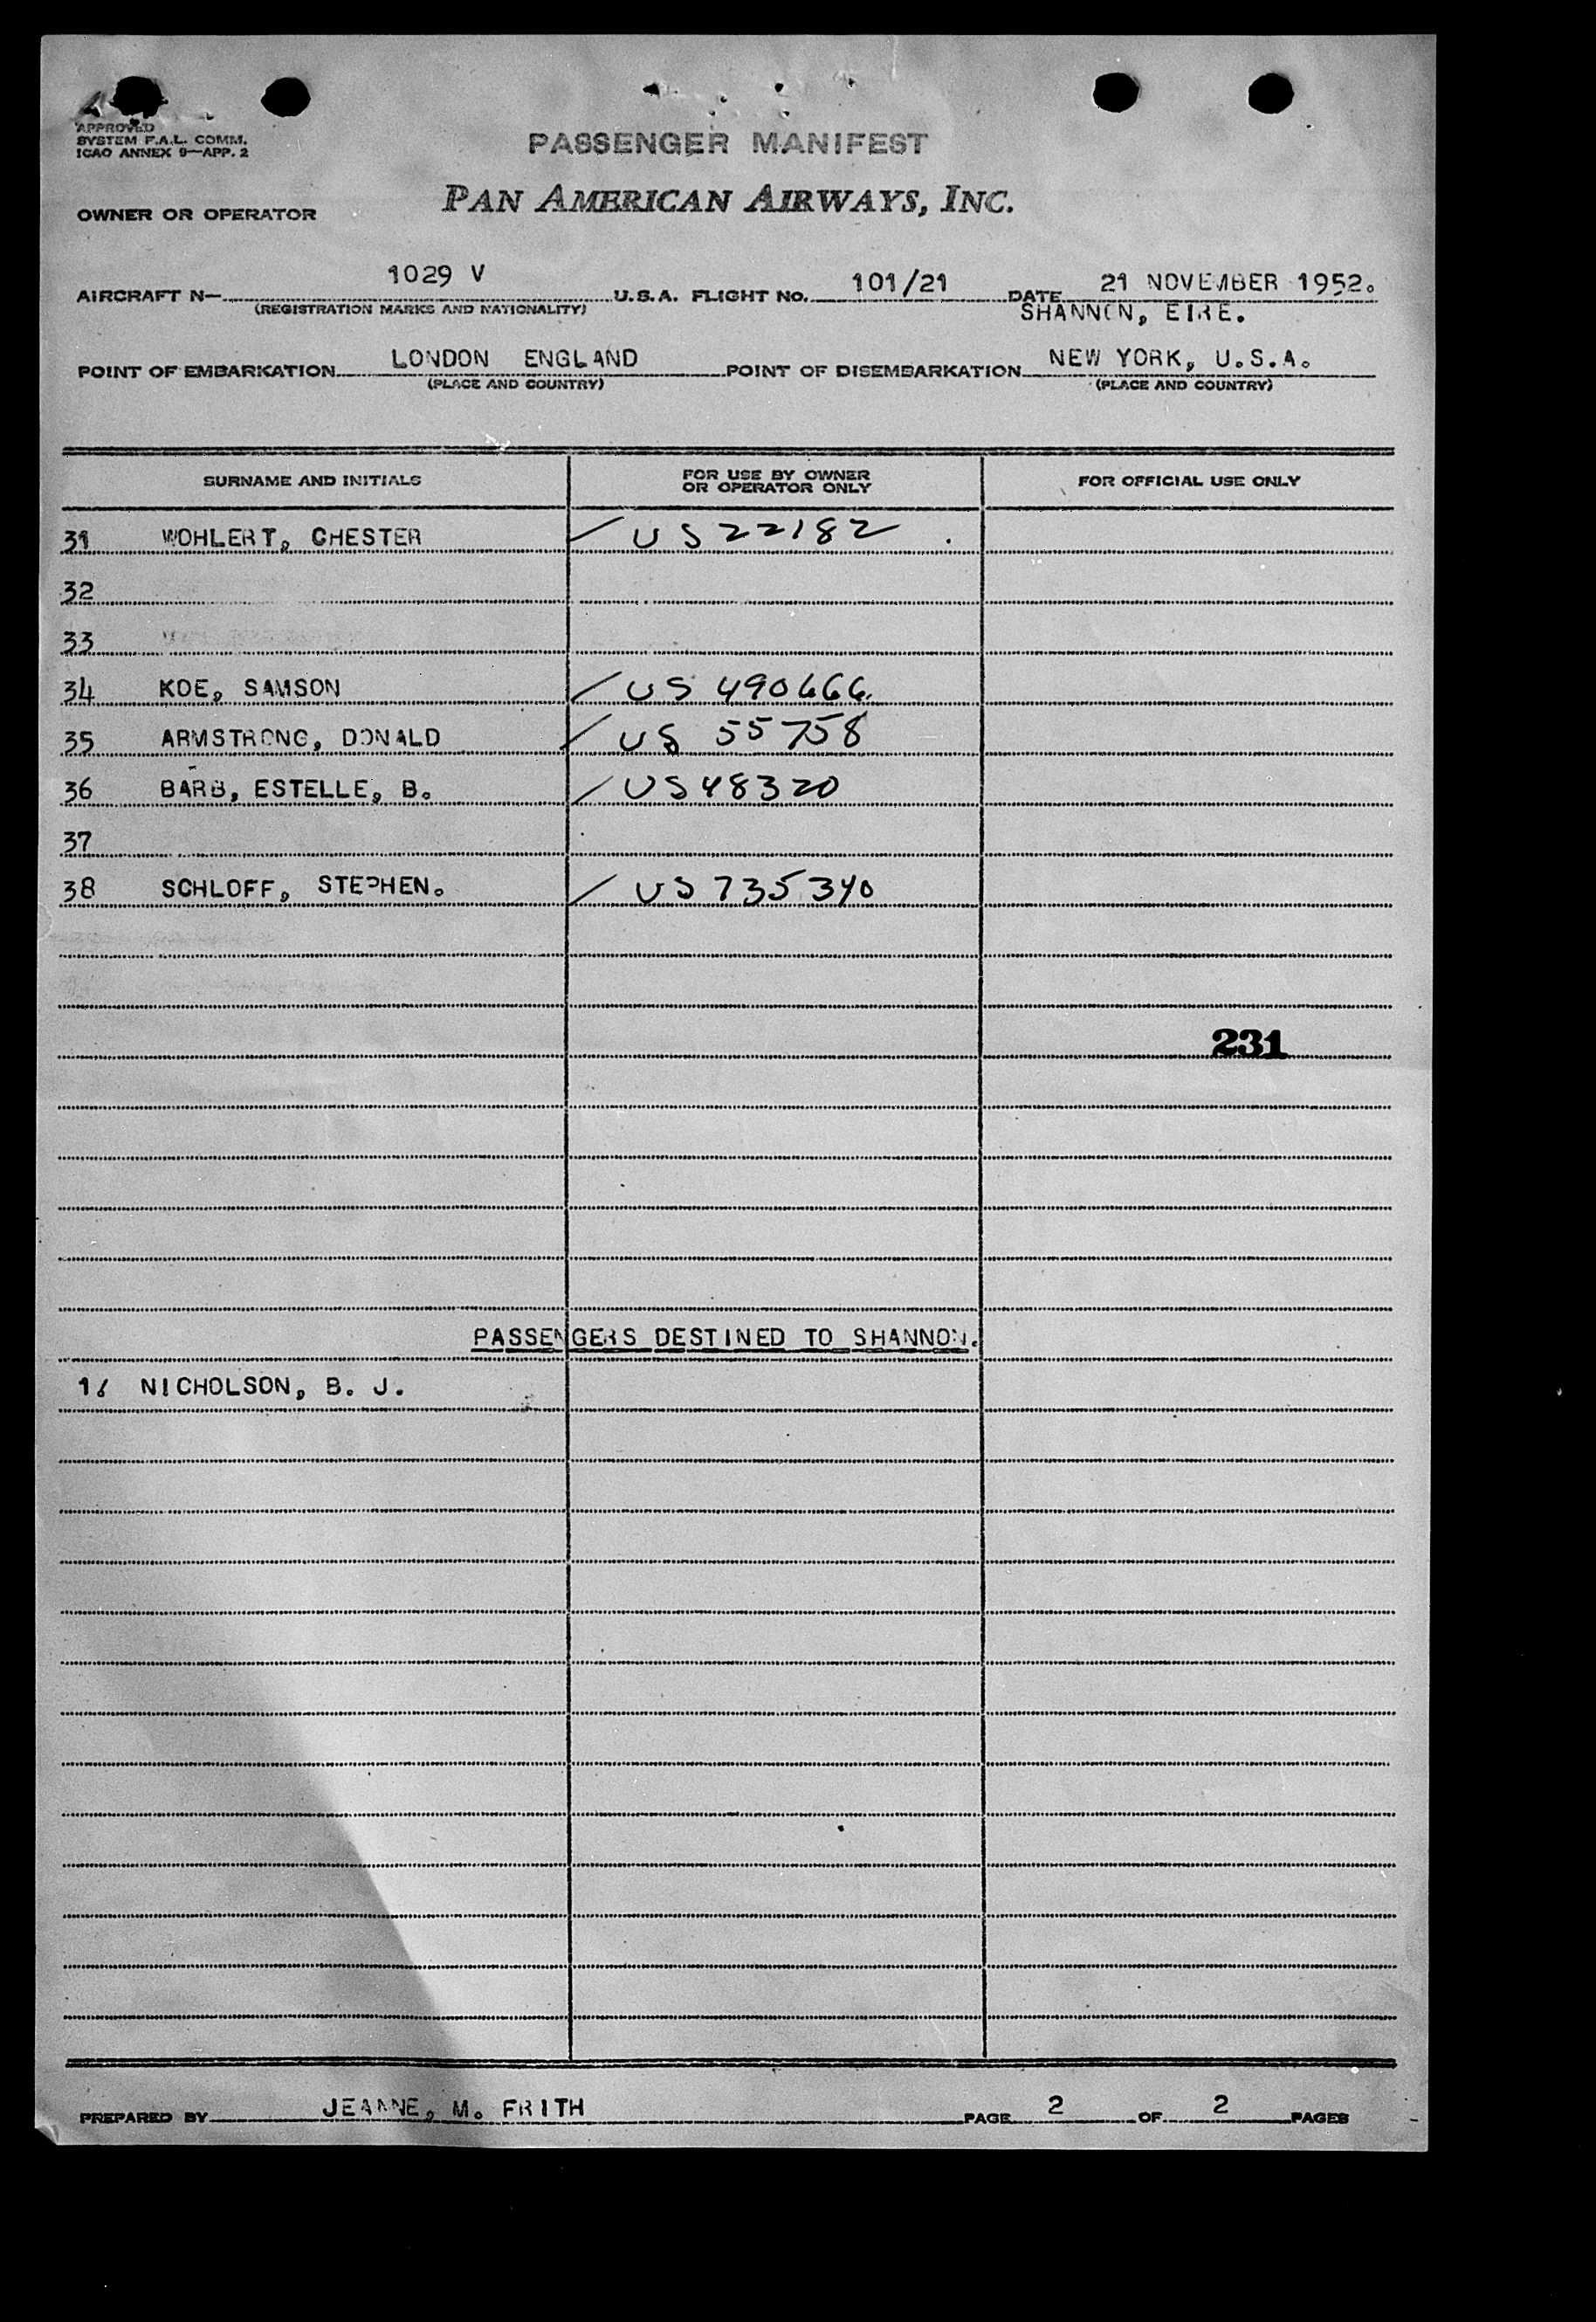 APPROVED
SYSTEM F.A.L. COMM.
ICAO ANNEX 9—APP. 2
PASSENGER MANIFEST
OWNER OR OPERATOR PAN AMERICAN AIRWAYS, INC.
AIRCRAFT N— 1029 V U.S.A. FLIGHT NO. 101/21 DATE 21 NOVEMBER 1952.
(REGISTRATION MARKS AND NATIONALITY) SHANNON, EIRE.
POINT OF EMBARKATION LONDON ENGLAND POINT OF DISEMBARKATION NEW YORK, U.S.A.
(PLACE AND COUNTRY) (PLACE AND COUNTRY)
SURNAME AND INITIALS FOR USE BY OWNER OR OPERATOR ONLY FOR OFFICIAL USE ONLY
31 WOHLERT, CHESTER / US 22182
32
33
34 KOE, SAMSON / US 490666
35 ARMSTRONG, DONALD / US 55758
36 BARB, ESTELLE, B. / US 48320
37
38 SCHLOFF, STEPHEN. / US 735340
231
PASSENGERS DESTINED TO SHANNON.
1/ NICHOLSON, B. J.
PREPARED BY JEANNE, M. FRITH PAGE 2 OF 2 PAGES